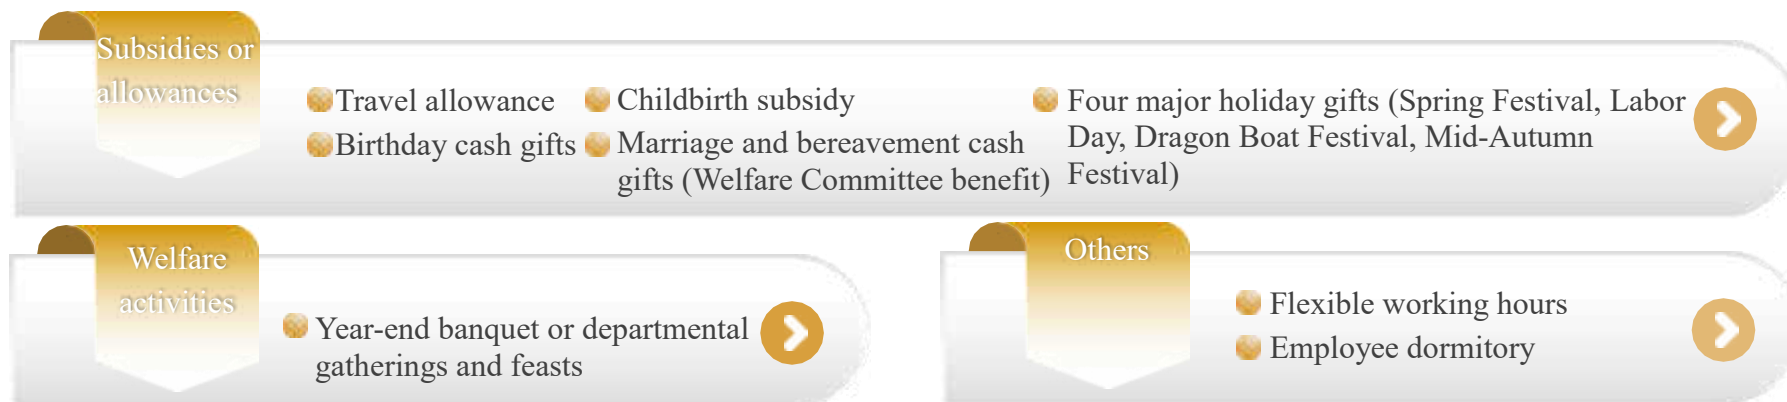 Subsidies or
allowances
Travel allowance
Birthday cash gifts
Childbirth subsidy
Marriage and bereavement cash
gifts (Welfare Committee benefit)
Four major holiday gifts (Spring Festival, Labor
Day, Dragon Boat Festival, Mid-Autumn
Festival)
Welfare
activities
Year-end banquet or departmental
gatherings and feasts
Others
Flexible working hours
Employee dormitory